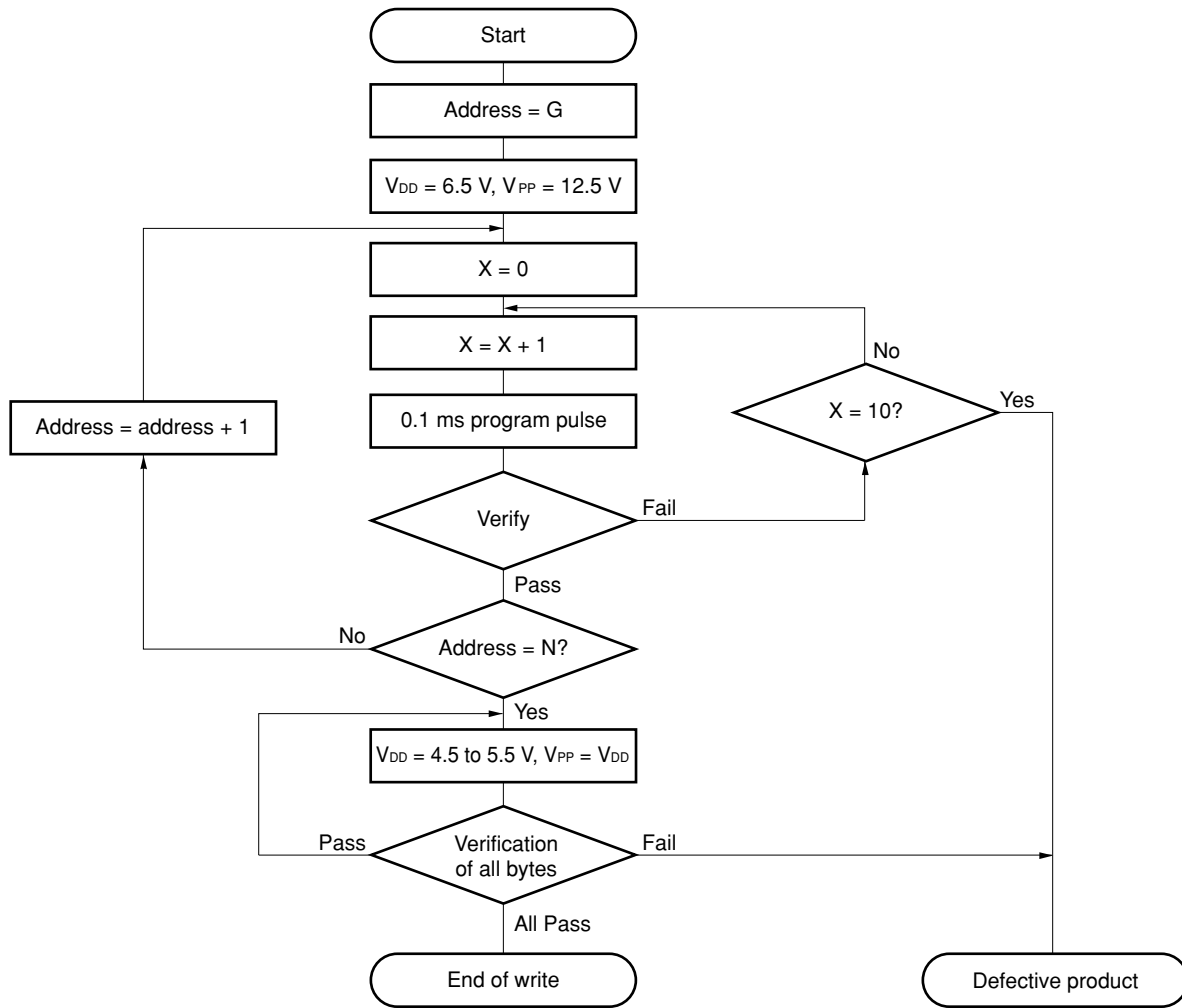 Start
Address = G
VDD = 6.5 V, VPP = 12.5 V
X = 0
X = X + 1
No
Address = address + 1
0.1 ms program pulse
X = 10?
Yes
Verify
Fail
Pass
No
Address = N?
Yes
VDD = 4.5 to 5.5 V, VPP = VDD
Pass
Verification
of all bytes
Fail
All Pass
End of write
Defective product